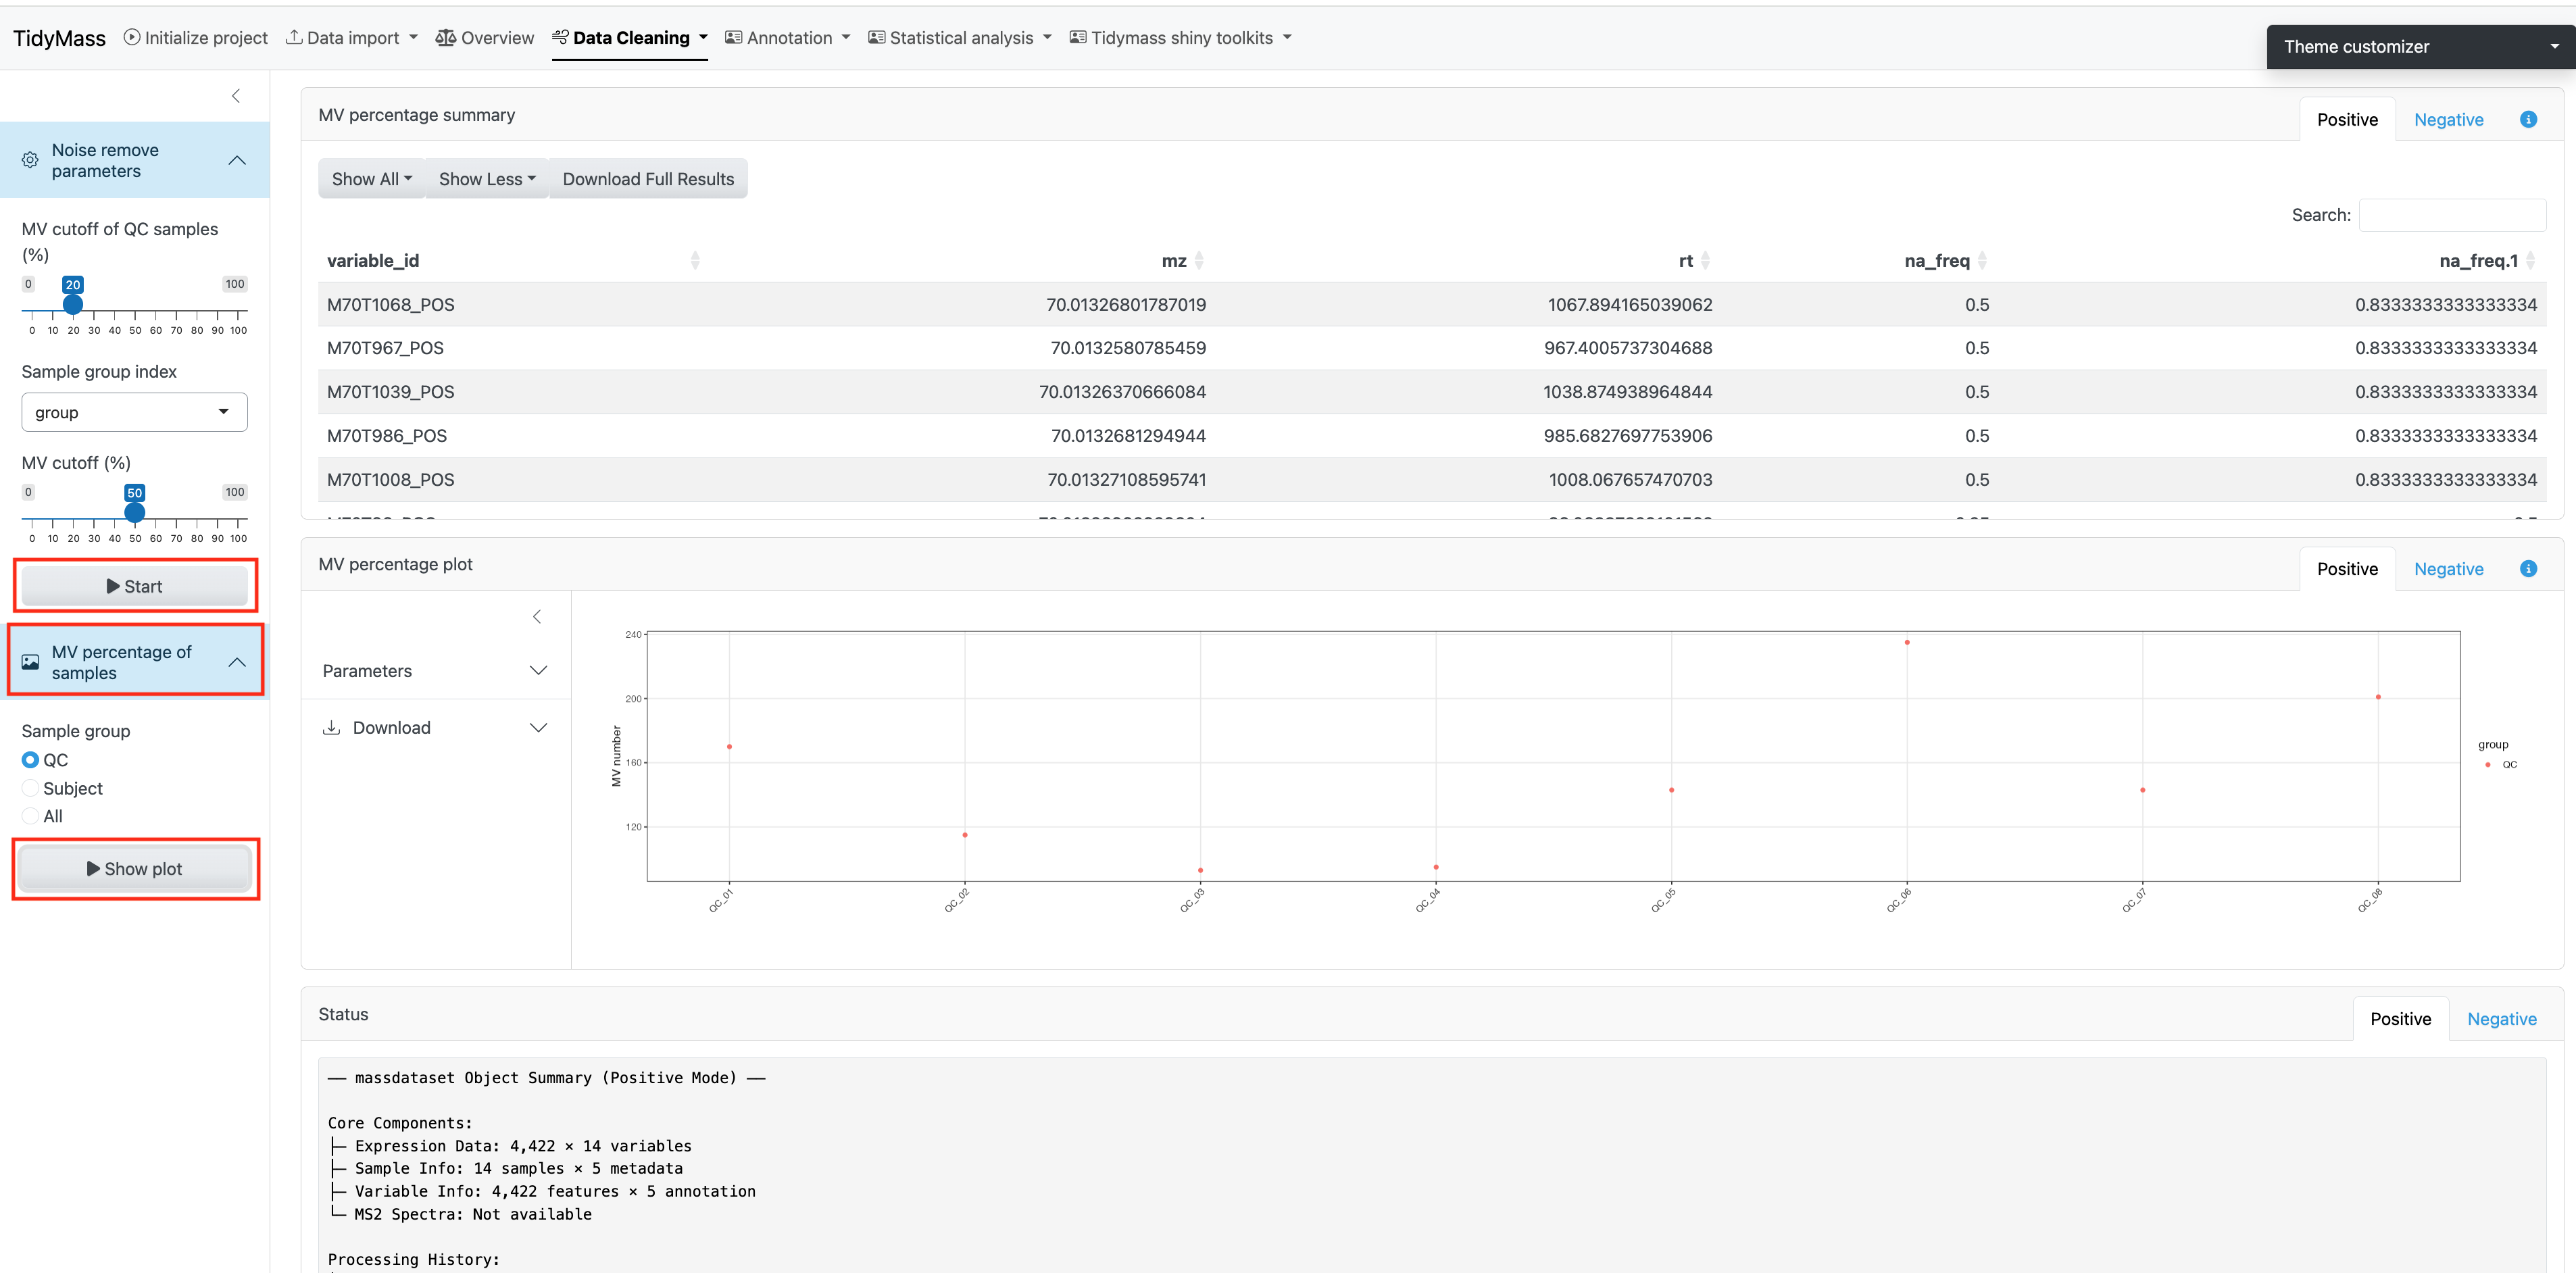 TidyMass Initialize project Data import Overview Data Cleaning Annotation Statistical analysis Tidymass shiny toolkits
Theme customizer
Noise remove
parameters
MV cutoff of QC samples
(%)
0 20 100
0 10 20 30 40 50 60 70 80 90 100
Sample group index
group
MV cutoff (%)
0 50 100
0 10 20 30 40 50 60 70 80 90 100
Start
MV percentage of
samples
Sample group
QC
Subject
All
Show plot
MV percentage summary
Positive Negative
Show All Show Less Download Full Results
Search:
variable_id mz rt na_freq na_freq.1
M70T1068_POS 70.01326801787019 1067.894165039062 0.5 0.8333333333333334
M70T967_POS 70.0132580785459 967.4005737304688 0.5 0.8333333333333334
M70T1039_POS 70.01326370666084 1038.874938964844 0.5 0.8333333333333334
M70T986_POS 70.0132681294944 985.6827697753906 0.5 0.8333333333333334
M70T1008_POS 70.01327108595741 1008.067657470703 0.5 0.8333333333333334
MV percentage plot
Positive Negative
Parameters
Download
MV number
240
200
160
120
QC_01 QC_02 QC_03 QC_04 QC_05 QC_06 QC_07 QC_08
group
QC
Status
Positive Negative
── massdataset Object Summary (Positive Mode) ──
Core Components:
├─ Expression Data: 4,422 × 14 variables
├─ Sample Info: 14 samples × 5 metadata
├─ Variable Info: 4,422 features × 5 annotation
└─ MS2 Spectra: Not available
Processing History: